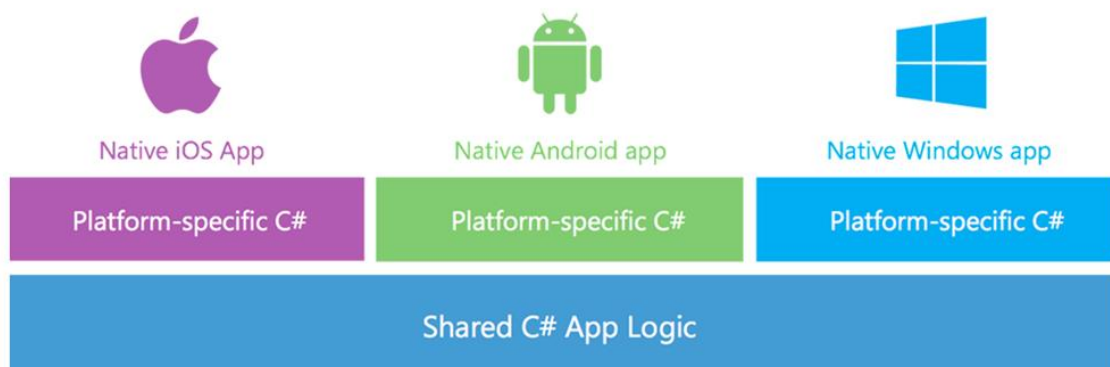 Native iOS App
Native Android app
Native Windows app
Platform-specific C#
Platform-specific C#
Platform-specific C#
Shared C# App Logic